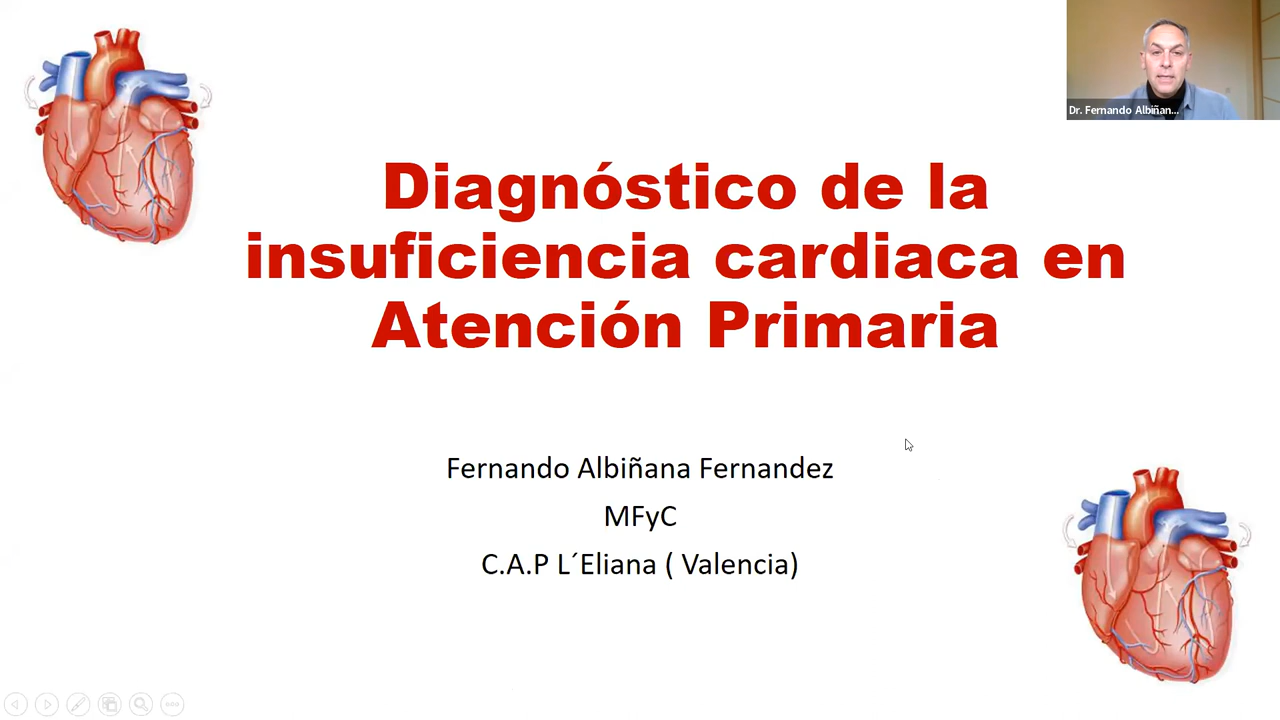 Dr. Fernando Albiñan...
Diagnóstico de la
insuficiencia cardiaca en
Atención Primaria
Fernando Albiñana Fernandez
MFyC
C.A.P L´Eliana ( Valencia)